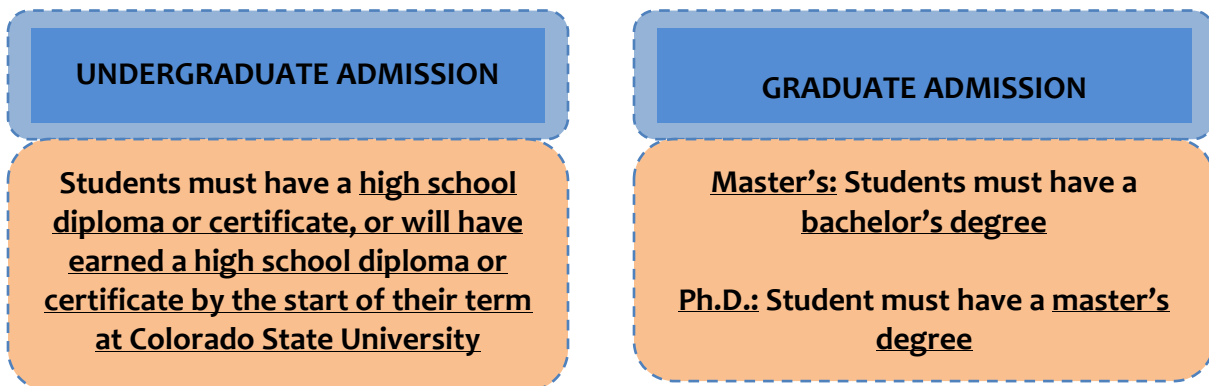 UNDERGRADUATE ADMISSION
Students must have a high school
diploma or certificate, or will have
earned a high school diploma or
certificate by the start of their term
at Colorado State University
GRADUATE ADMISSION
Master’s: Students must have a
bachelor’s degree
Ph.D.: Student must have a master’s
degree